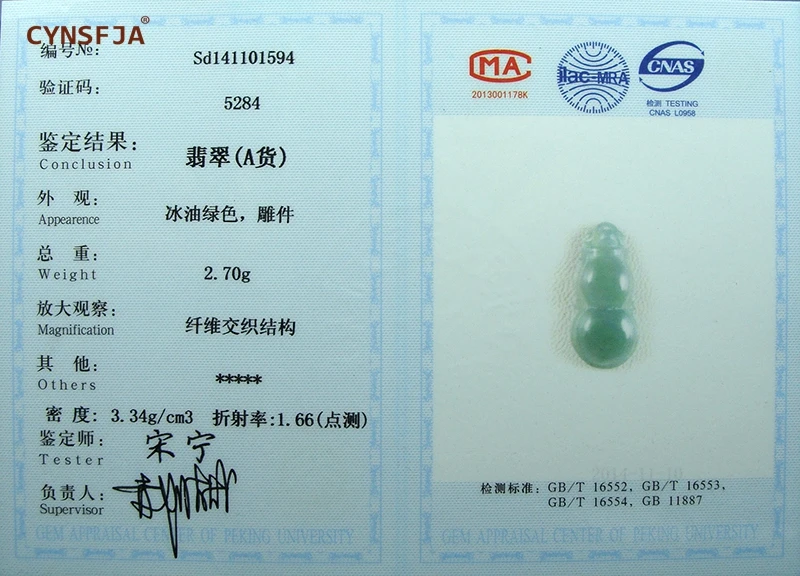 CYNSFJA®
编号№: Sd141101594
验证码: 5284
鉴定结果: 翡翠(A货)
Conclusion
外 观: 冰油绿色，雕件
Appearence
总 重: 2.70g
Weight
放大观察: 纤维交织结构
Magnification
其 他: *****
Others
密 度: 3.34g/cm3 折射率:1.66(点测)
鉴定师: 宋宁
Tester
负责人:
Supervisor
GEM APPRAISAL CENTER OF PEKING UNIVERSITY
CMA
2013001178K
ilac-MRA
CNAS
检测 TESTING
CNAS L0958
检测标准: GB/T 16552、GB/T 16553、
GB/T 16554、GB 11887
GEM APPRAISAL CENTER OF PEKING UNIVERSITY